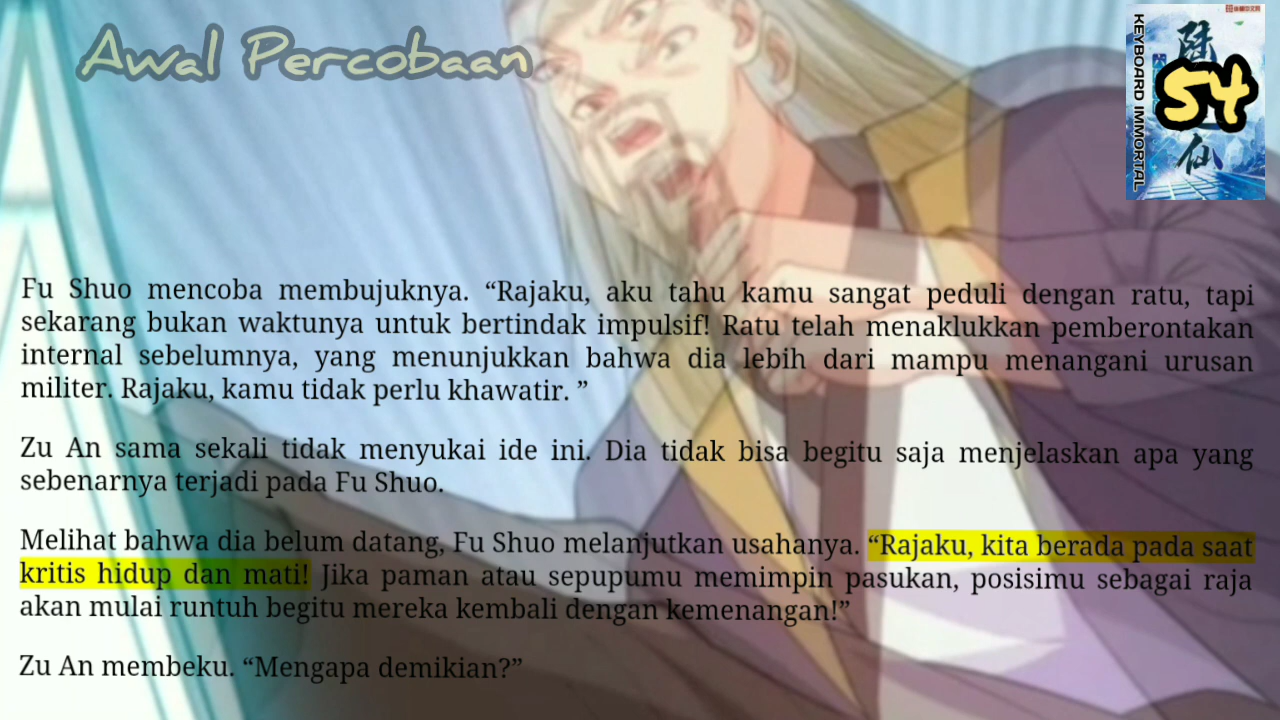 Awal Percobaan
KEYBOARD IMMORTAL
陆
仙
54
Fu Shuo mencoba membujuknya. “Rajaku, aku tahu kamu sangat peduli dengan ratu, tapi
sekarang bukan waktunya untuk bertindak impulsif! Ratu telah menaklukkan pemberontakan
internal sebelumnya, yang menunjukkan bahwa dia lebih dari mampu menangani urusan
militer. Rajaku, kamu tidak perlu khawatir. ”
Zu An sama sekali tidak menyukai ide ini. Dia tidak bisa begitu saja menjelaskan apa yang
sebenarnya terjadi pada Fu Shuo.
Melihat bahwa dia belum datang, Fu Shuo melanjutkan usahanya. “Rajaku, kita berada pada saat
kritis hidup dan mati! Jika paman atau sepupumu memimpin pasukan, posisimu sebagai raja
akan mulai runtuh begitu mereka kembali dengan kemenangan!”
Zu An membeku. “Mengapa demikian?”